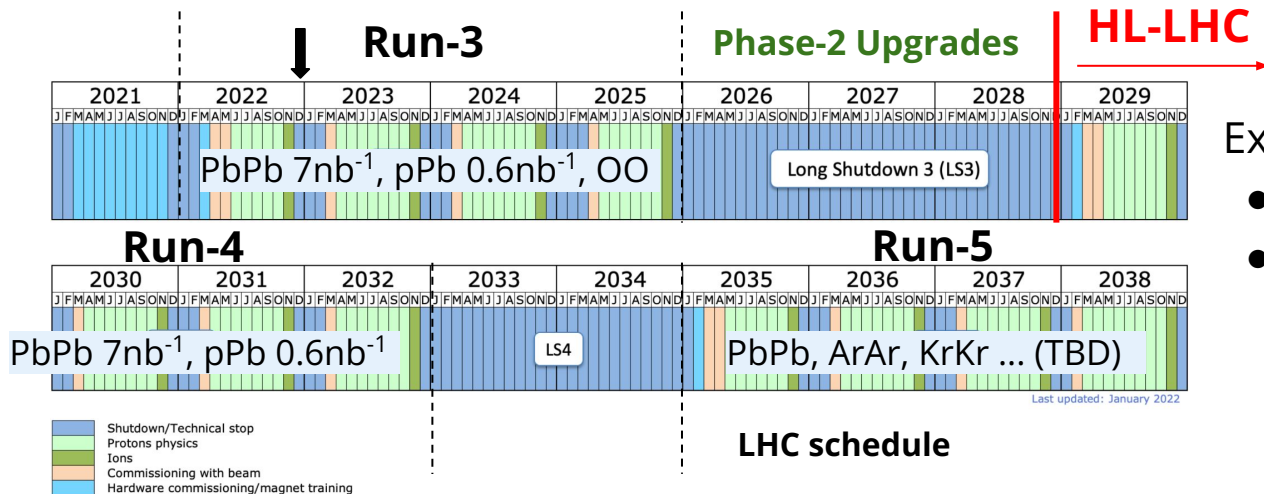 Run-3
Phase-2 Upgrades
HL-LHC
2021 2022 2023 2024 2025 2026 2027 2028 2029
J F M A M J J A S O N D J F M A M J J A S O N D J F M A M J J A S O N D J F M A M J J A S O N D J F M A M J J A S O N D J F M A M J J A S O N D J F M A M J J A S O N D J F M A M J J A S O N D J F M A M J J A S O N D
PbPb 7nb⁻¹, pPb 0.6nb⁻¹, OO
Long Shutdown 3 (LS3)
Ex
•
•
Run-4
Run-5
2030 2031 2032 2033 2034 2035 2036 2037 2038
J F M A M J J A S O N D J F M A M J J A S O N D J F M A M J J A S O N D J F M A M J J A S O N D J F M A M J J A S O N D J F M A M J J A S O N D J F M A M J J A S O N D J F M A M J J A S O N D J F M A M J J A S O N D
PbPb 7nb⁻¹, pPb 0.6nb⁻¹
LS4
PbPb, ArAr, KrKr ... (TBD)
Last updated: January 2022
Shutdown/Technical stop
Protons physics
Ions
Commissioning with beam
Hardware commissioning/magnet training
LHC schedule